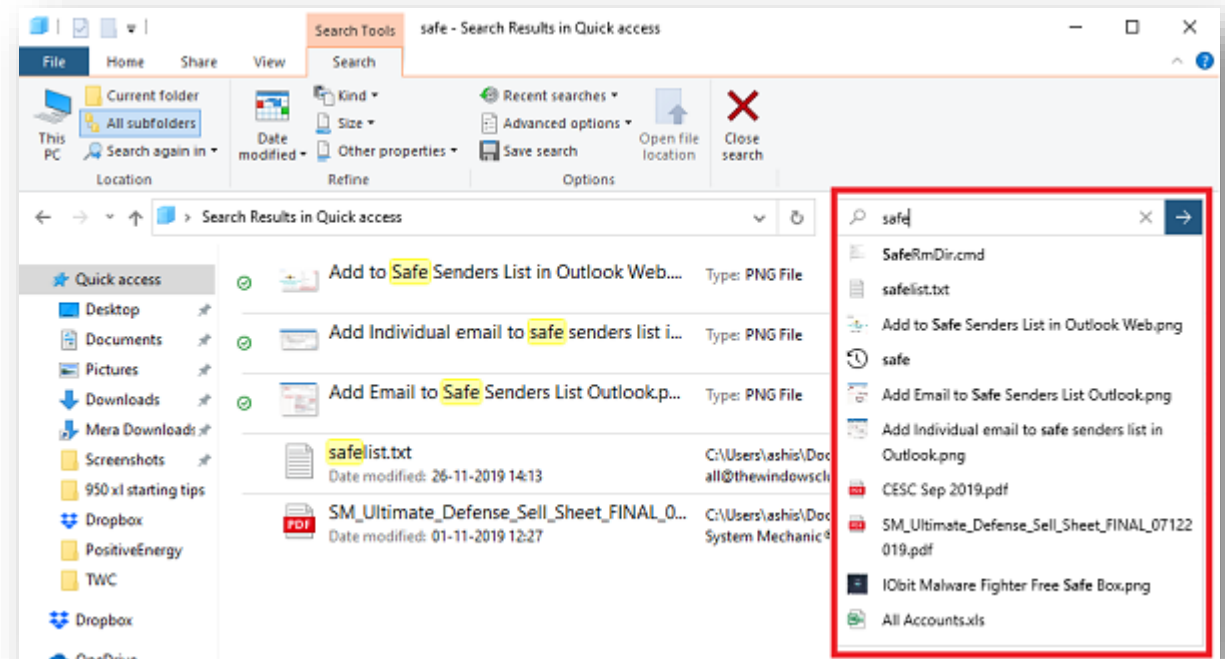 Search Tools
safe - Search Results in Quick access
File
Home
Share
View
Search
This
PC
Current folder
All subfolders
Search again in
Location
Date
modified
Kind
Size
Other properties
Refine
Recent searches
Advanced options
Save search
Options
Open file
location
Close
search
Search Results in Quick access
safe
Quick access
Desktop
Documents
Pictures
Downloads
Mera Downloads
Screenshots
950 xl starting tips
Dropbox
PositiveEnergy
TWC
Dropbox
OneDrive
Add to Safe Senders List in Outlook Web....
Type: PNG File
Add Individual email to safe senders list i...
Type: PNG File
Add Email to Safe Senders List Outlook.p...
Type: PNG File
safelist.txt
Date modified: 26-11-2019 14:13
C:\Users\ashis\Doc
all@thewindowsclu
PDF
SM_Ultimate_Defense_Sell_Sheet_FINAL_0...
Date modified: 01-11-2019 12:27
C:\Users\ashis\Doc
System Mechanic®
SafeRmDir.cmd
safelist.txt
Add to Safe Senders List in Outlook Web.png
safe
Add Email to Safe Senders List Outlook.png
Add Individual email to safe senders list in
Outlook.png
CESC Sep 2019.pdf
SM_Ultimate_Defense_Sell_Sheet_FINAL_07122
019.pdf
IObit Malware Fighter Free Safe Box.png
All Accounts.xls